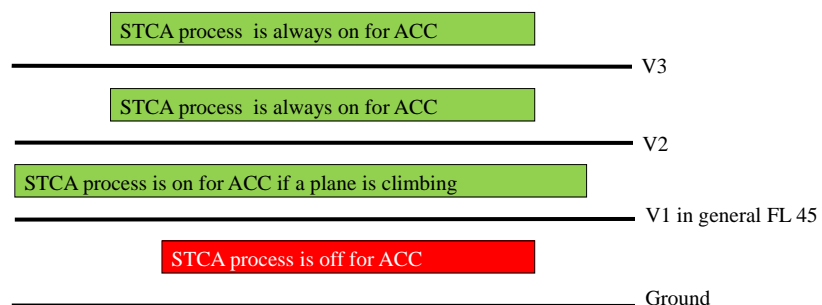 STCA process is always on for ACC
V3
STCA process is always on for ACC
V2
STCA process is on for ACC if a plane is climbing
V1 in general FL 45
STCA process is off for ACC
Ground